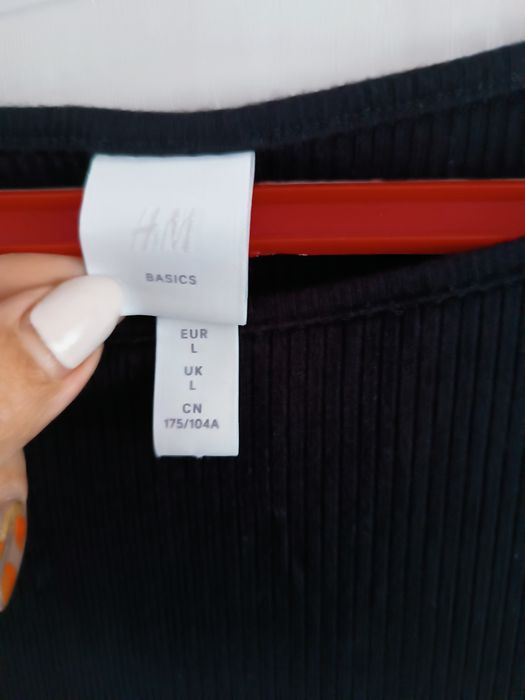 H&M
BASICS
EUR
L
UK
L
CN
175/104A